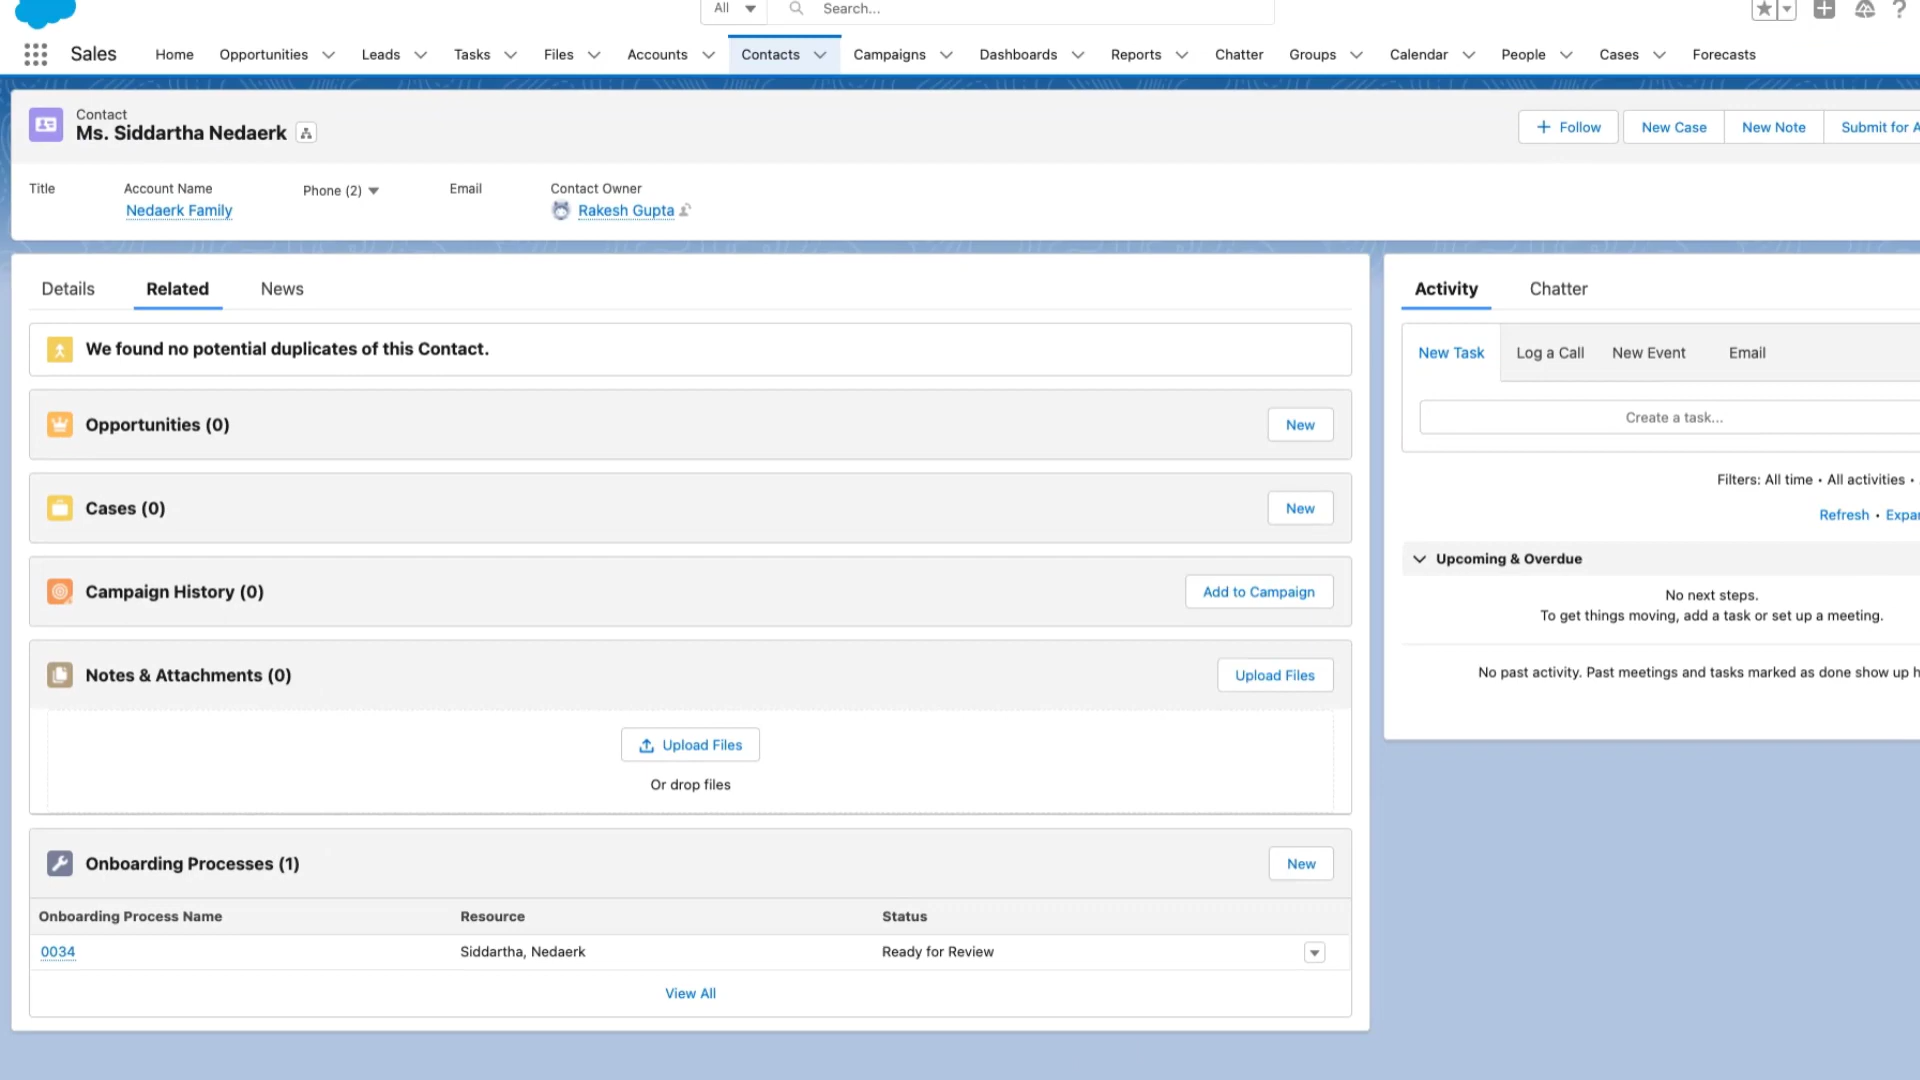 All
Search...
Sales Home Opportunities Leads Tasks Files Accounts Contacts Campaigns Dashboards Reports Chatter Groups Calendar People Cases Forecasts
Contact
Ms. Siddartha Nedaerk
Follow New Case New Note Submit for A
Title Account Name Phone (2) Email Contact Owner
Nedaerk Family Rakesh Gupta
Details Related News
We found no potential duplicates of this Contact.
Opportunities (0) New
Cases (0) New
Campaign History (0) Add to Campaign
Notes & Attachments (0) Upload Files
Upload Files
Or drop files
Onboarding Processes (1) New
Onboarding Process Name Resource Status
0034 Siddartha, Nedaerk Ready for Review
View All
Activity Chatter
New Task Log a Call New Event Email
Create a task...
Filters: All time • All activities •
Refresh • Expan
Upcoming & Overdue
No next steps.
To get things moving, add a task or set up a meeting.
No past activity. Past meetings and tasks marked as done show up h